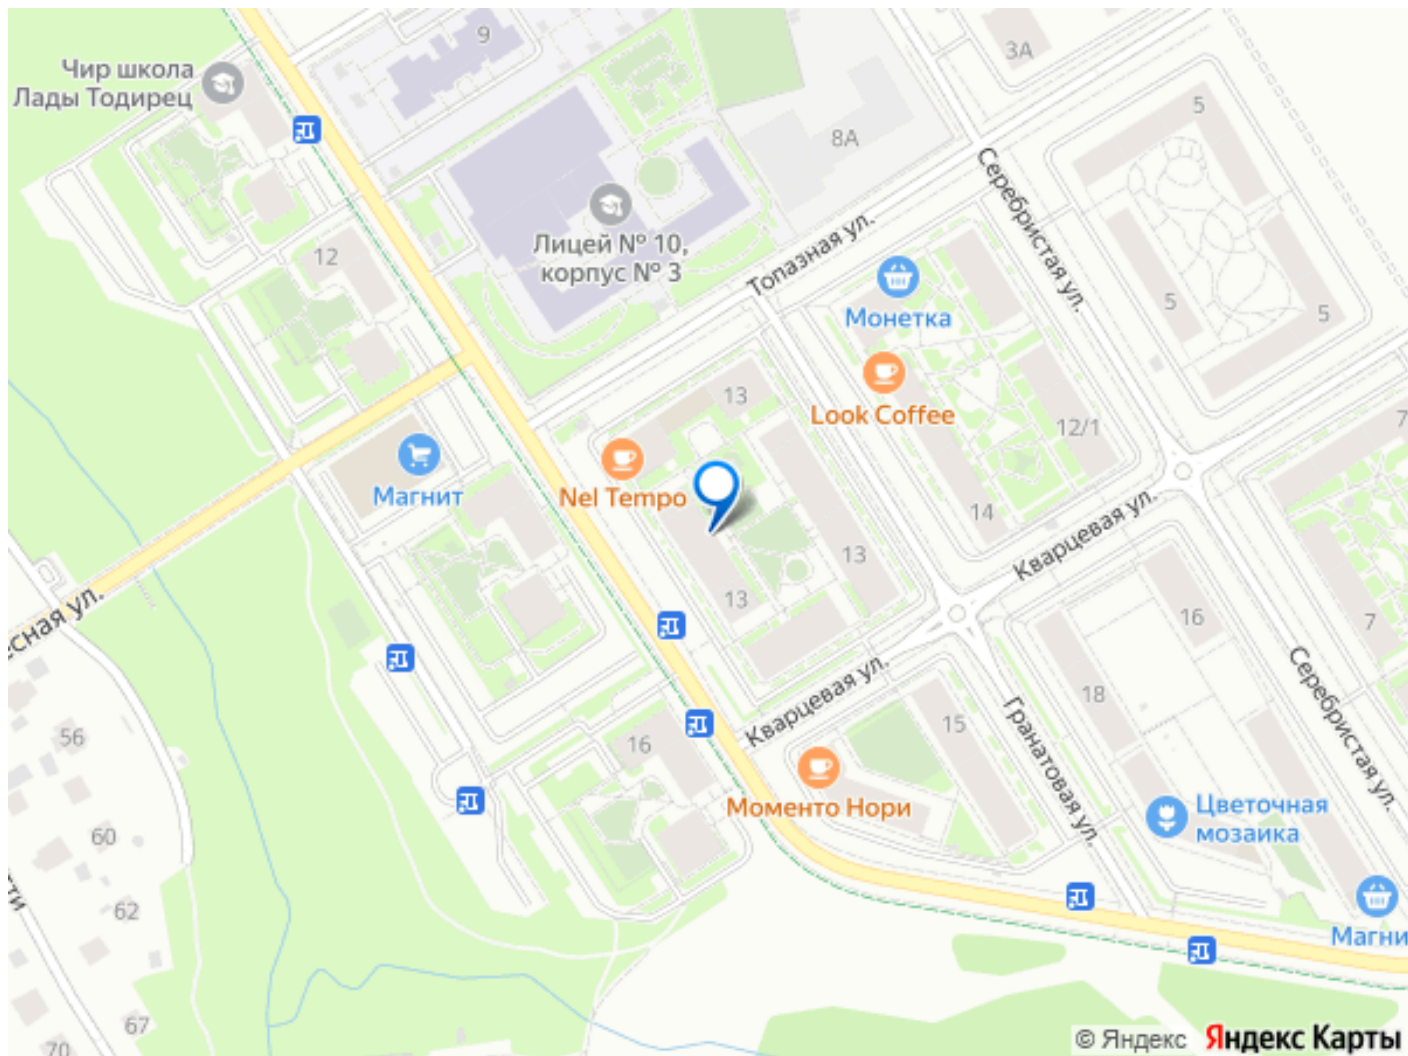 9
3А
Чир школа
Лады Тодирец
5
8А
Серебристая ул.
Лицей № 10,
корпус № 3
12
Топазная ул.
Монетка
5
5
Look Coffee
13
12/1
7
Магнит
Nel Tempo
14
Кварцевая ул.
13
13
есная ул.
16
7
Кварцевая ул.
18
Серебристая ул.
56
16
15
Гранатовая ул.
Моменто Нори
Цветочная
мозаика
60
62
сти
Магни
67
70
© Яндекс Яндекс Карты